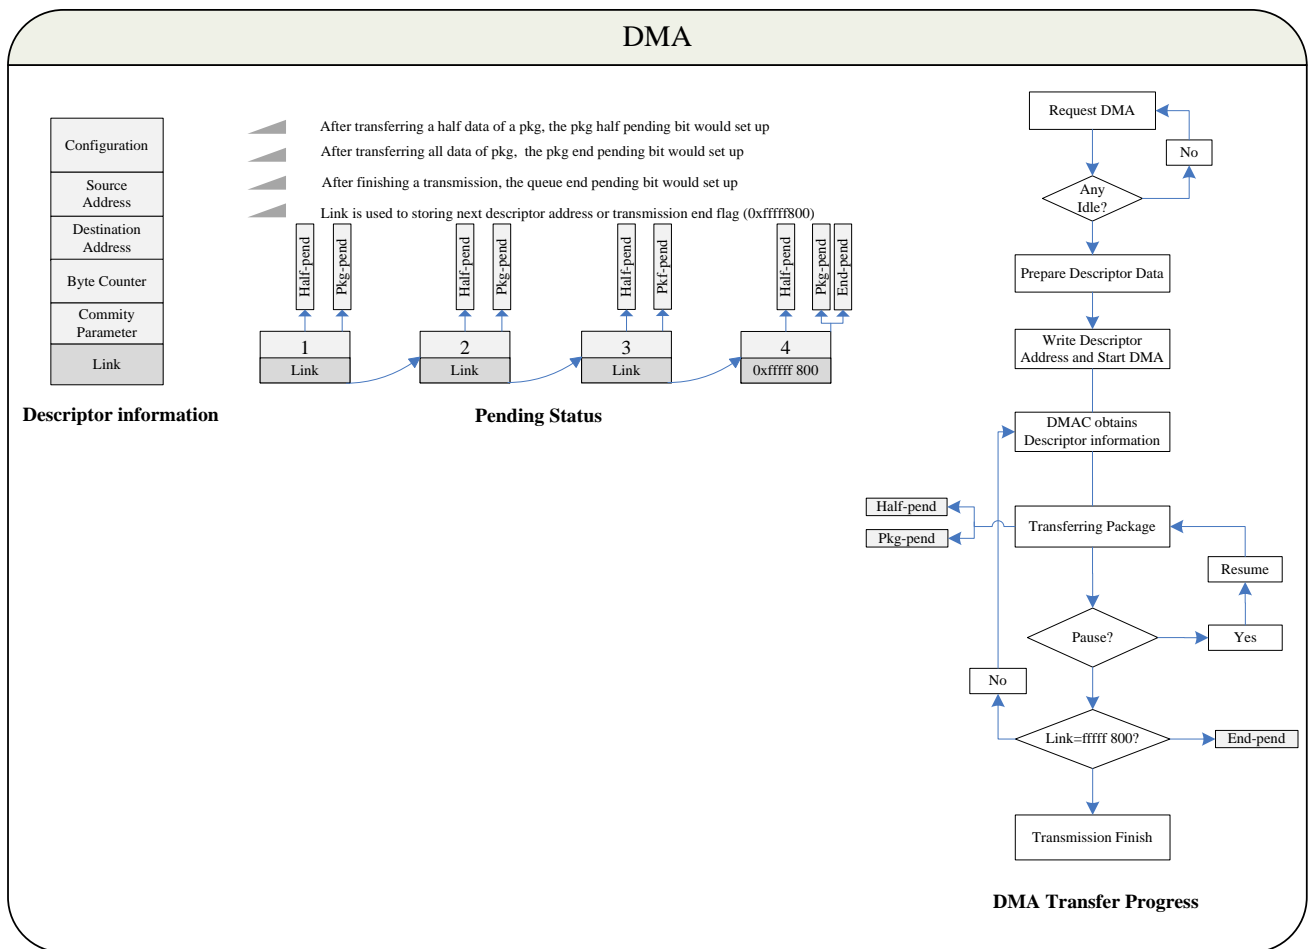 DMA
Configuration
Source
Address
Destination
Address
Byte Counter
Commity
Parameter
Link
Descriptor information
After transferring a half data of a pkg, the pkg half pending bit would set up
After transferring all data of pkg, the pkg end pending bit would set up
After finishing a transmission, the queue end pending bit would set up
Link is used to storing next descriptor address or transmission end flag (0xfffff800)
Half-pend
Pkg-pend
Half-pend
Pkg-pend
Half-pend
Pkf-pend
Half-pend
Pkg-pend
End-pend
1
Link
2
Link
3
Link
4
0xfffff 800
Pending Status
Request DMA
No
Any
Idle?
Prepare Descriptor Data
Write Descriptor
Address and Start DMA
DMAC obtains
Descriptor information
Half-pend
Pkg-pend
Transferring Package
Resume
Pause?
Yes
No
Link=fffff 800?
End-pend
Transmission Finish
DMA Transfer Progress